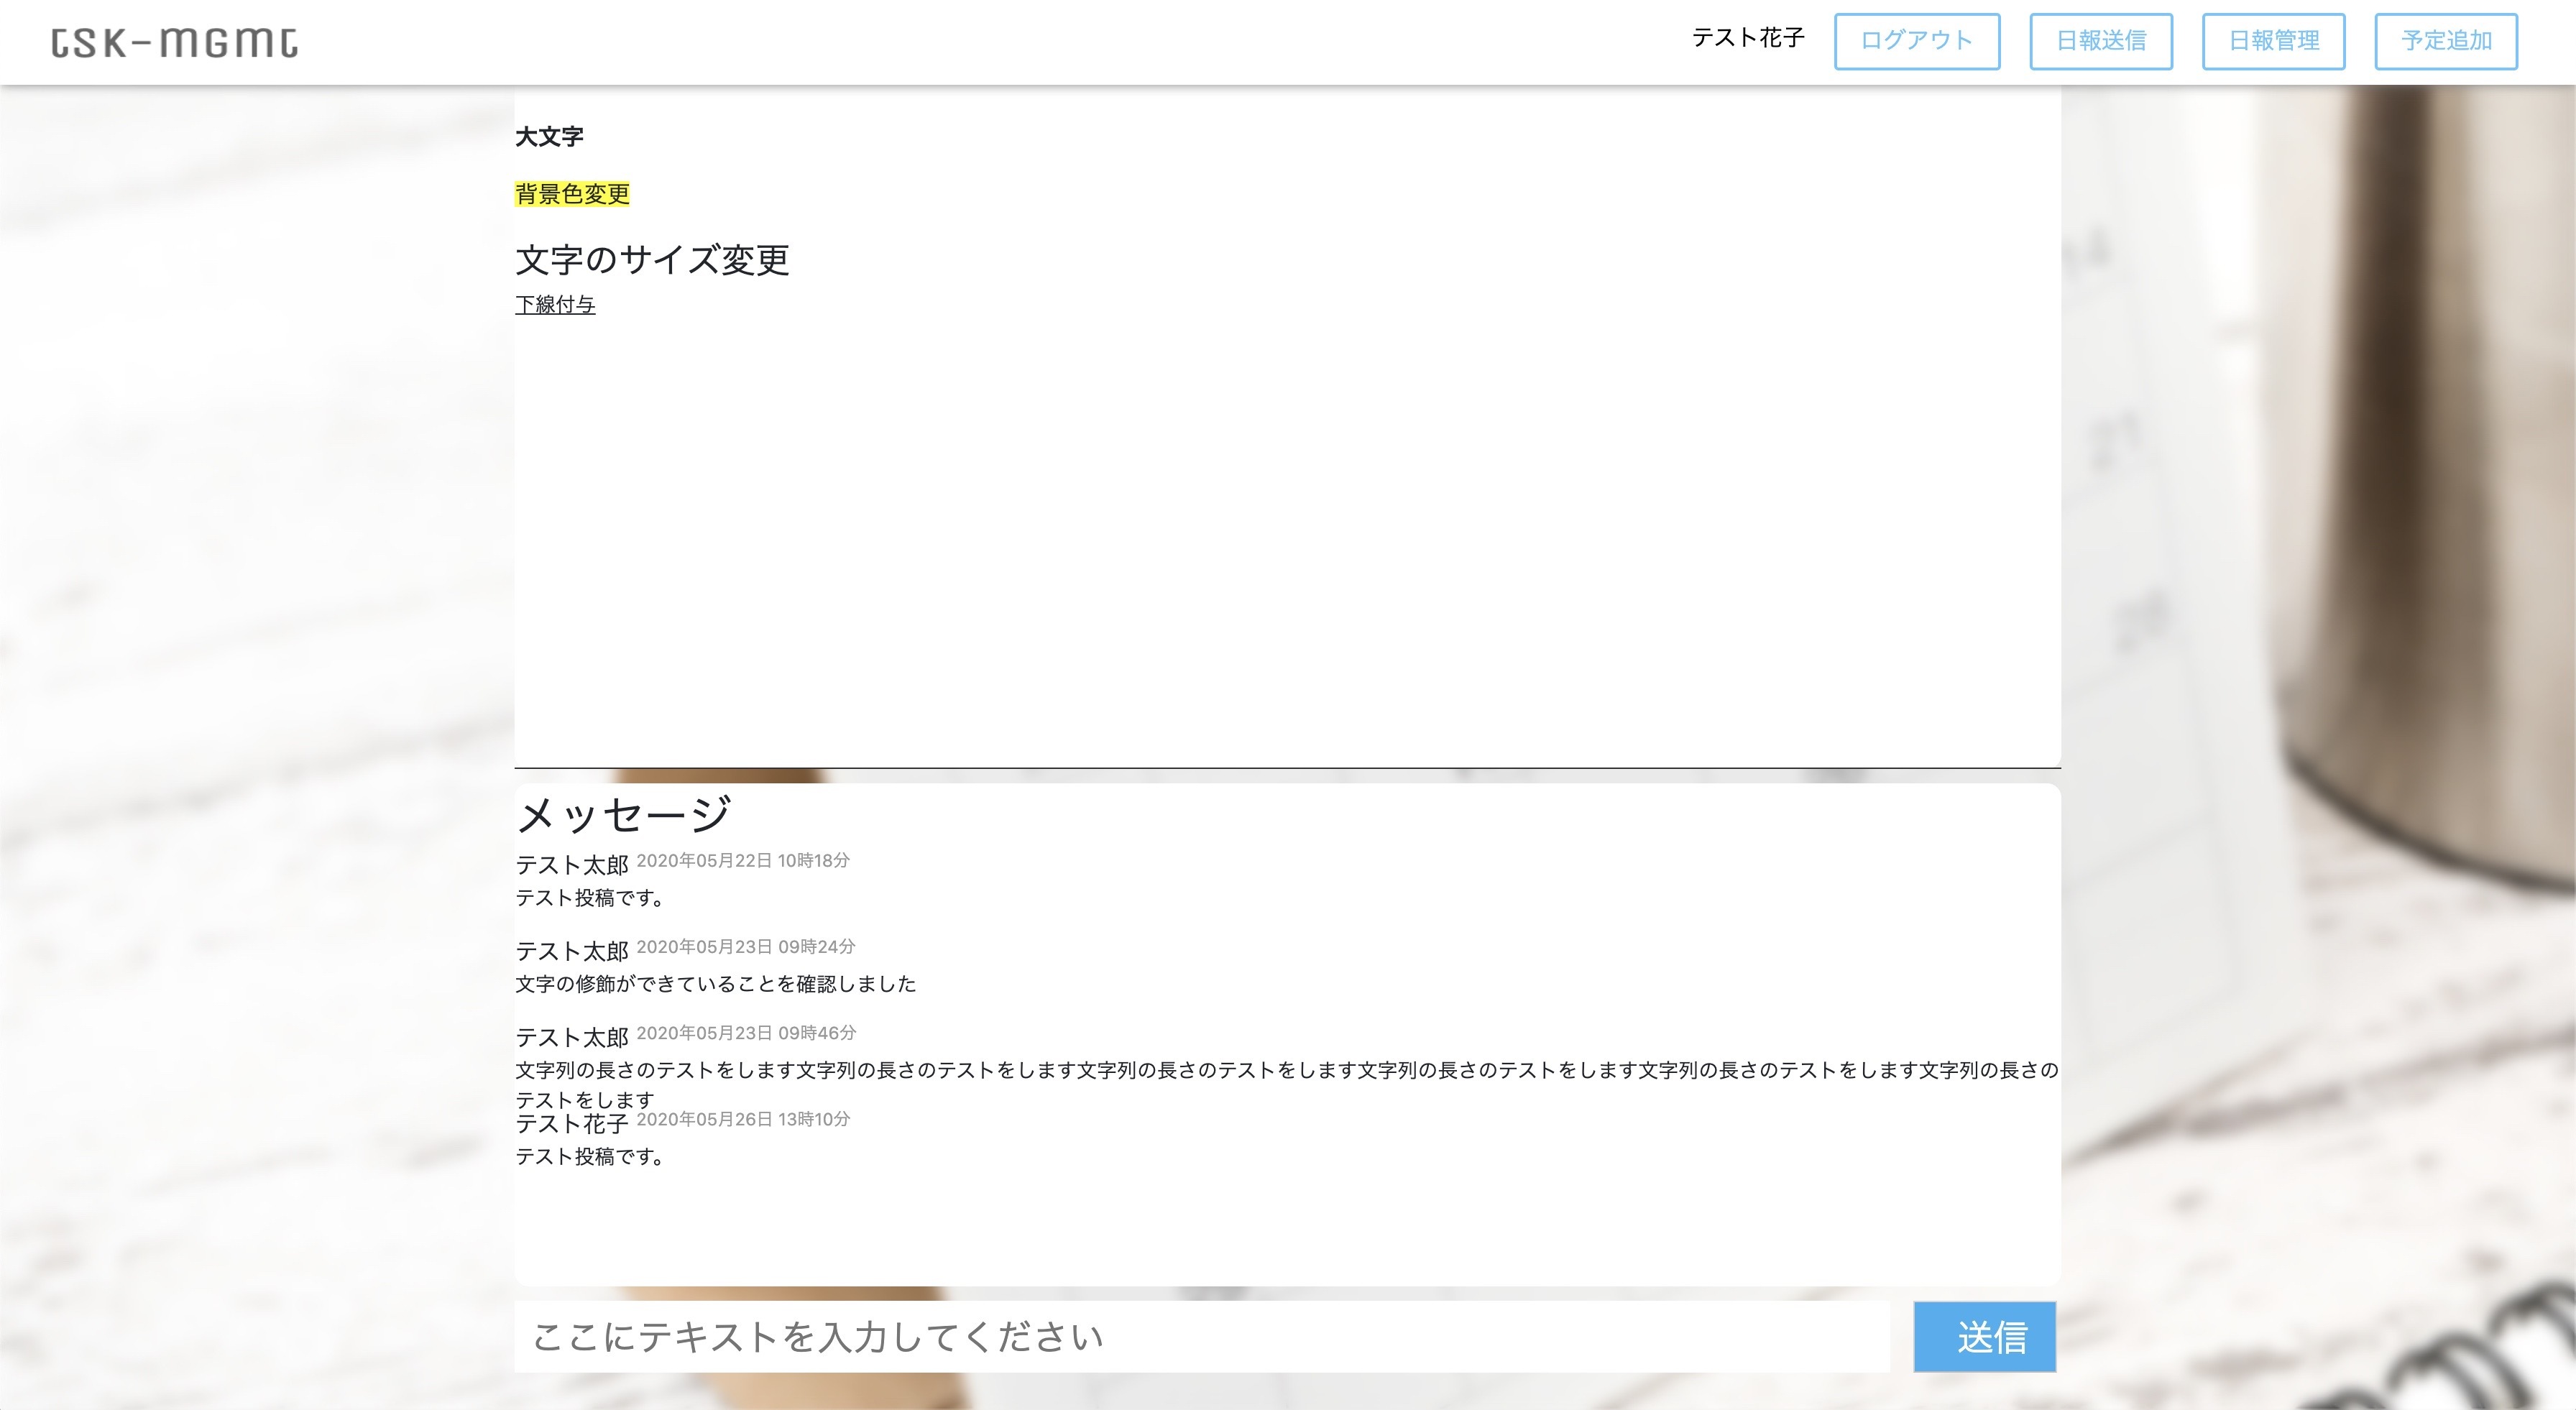 tsk-mgmt
テスト花子 ログアウト 日報送信 日報管理 予定追加
大文字
背景色変更
文字のサイズ変更
下線付与
メッセージ
テスト太郎 2020年05月22日 10時18分
テスト投稿です。
テスト太郎 2020年05月23日 09時24分
文字の修飾ができていることを確認しました
テスト太郎 2020年05月23日 09時46分
文字列の長さのテストをします文字列の長さのテストをします文字列の長さのテストをします文字列の長さのテストをします文字列の長さのテストをします文字列の長さの
テストをします
テスト花子 2020年05月26日 13時10分
テスト投稿です。
ここにテキストを入力してください 送信